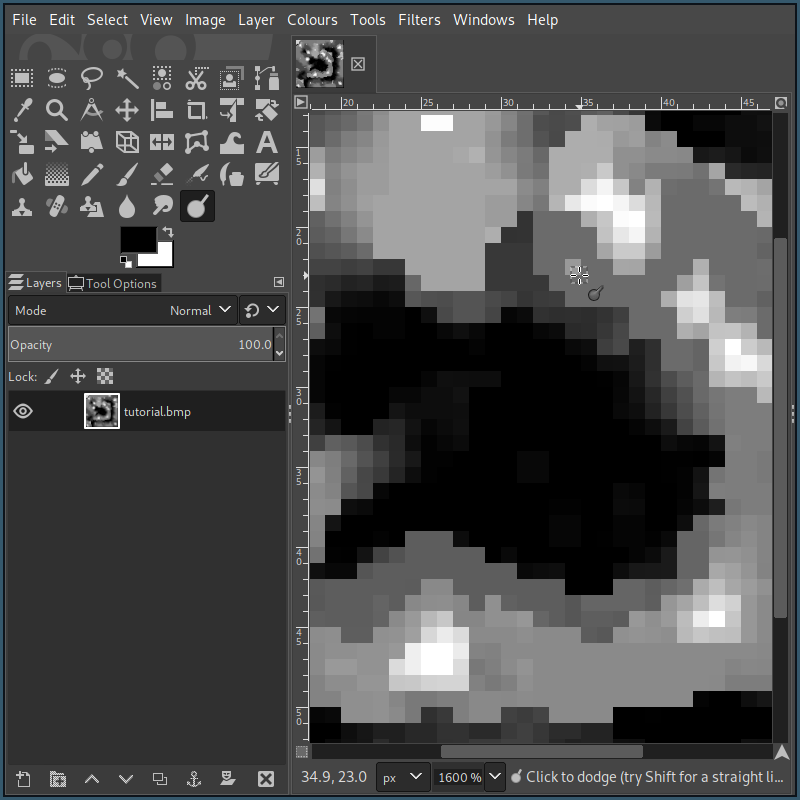 File Edit Select View Image Layer Colours Tools Filters Windows Help
20 25 30 35 40 45
15
20
25
30
35
40
45
50
Layers Tool Options
Mode Normal
Opacity 100.0
Lock:
tutorial.bmp
34.9, 23.0 px 1600 % Click to dodge (try Shift for a straight li...